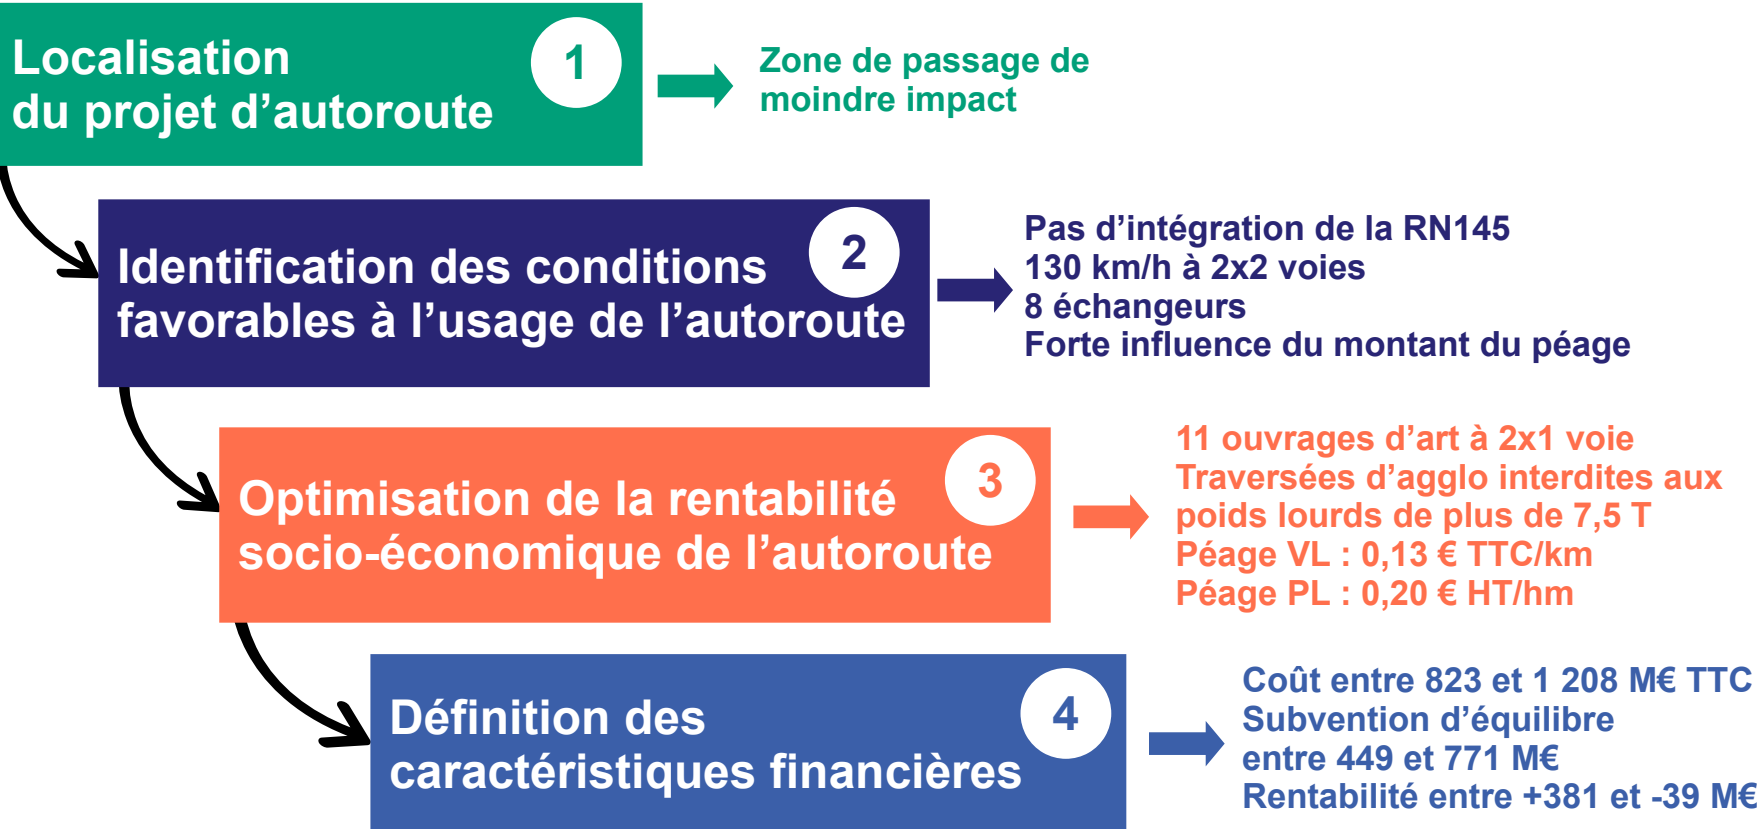 Localisation
du projet d’autoroute
1
Zone de passage de
moindre impact
Identification des conditions
favorables à l’usage de l’autoroute
2
Pas d’intégration de la RN145
130 km/h à 2x2 voies
8 échangeurs
Forte influence du montant du péage
Optimisation de la rentabilité
socio-économique de l’autoroute
3
11 ouvrages d’art à 2x1 voie
Traversées d’agglo interdites aux
poids lourds de plus de 7,5 T
Péage VL : 0,13 € TTC/km
Péage PL : 0,20 € HT/hm
Définition des
caractéristiques financières
4
Coût entre 823 et 1 208 M€ TTC
Subvention d’équilibre
entre 449 et 771 M€
Rentabilité entre +381 et -39 M€